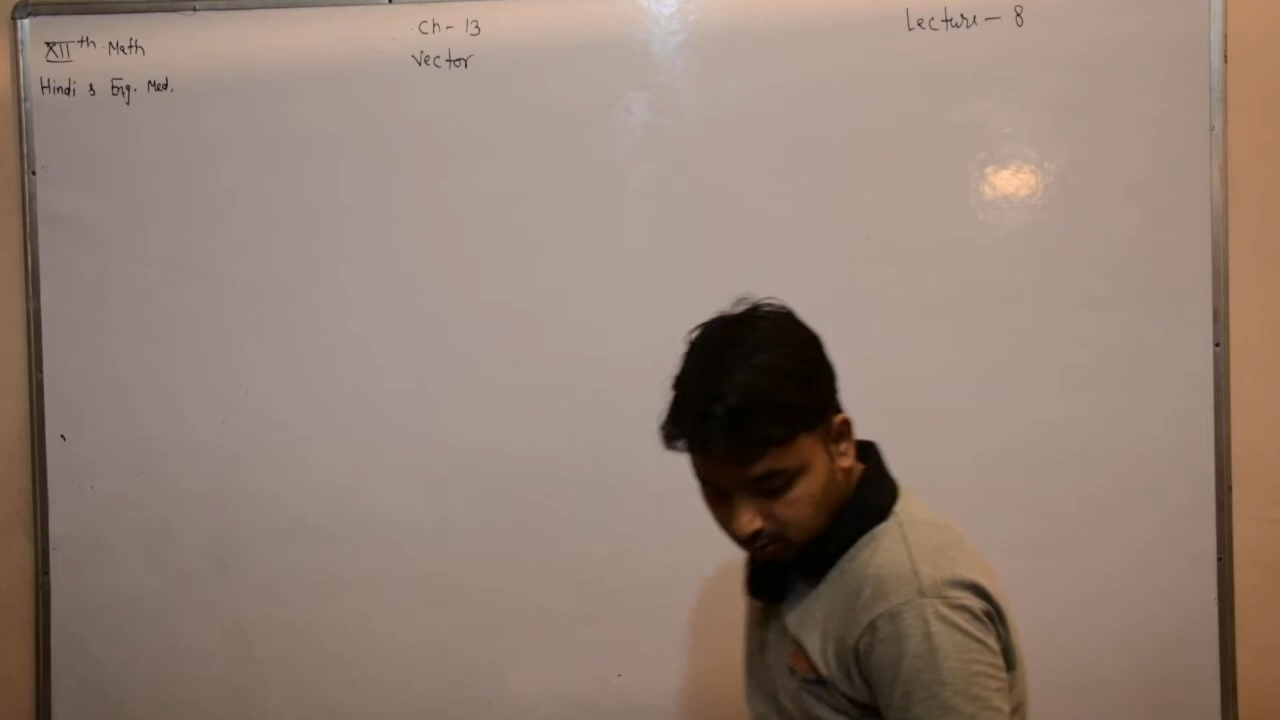 XIIth Math
Hindi & Eng. Med.
Ch - 13
Vector
Lecture - 8